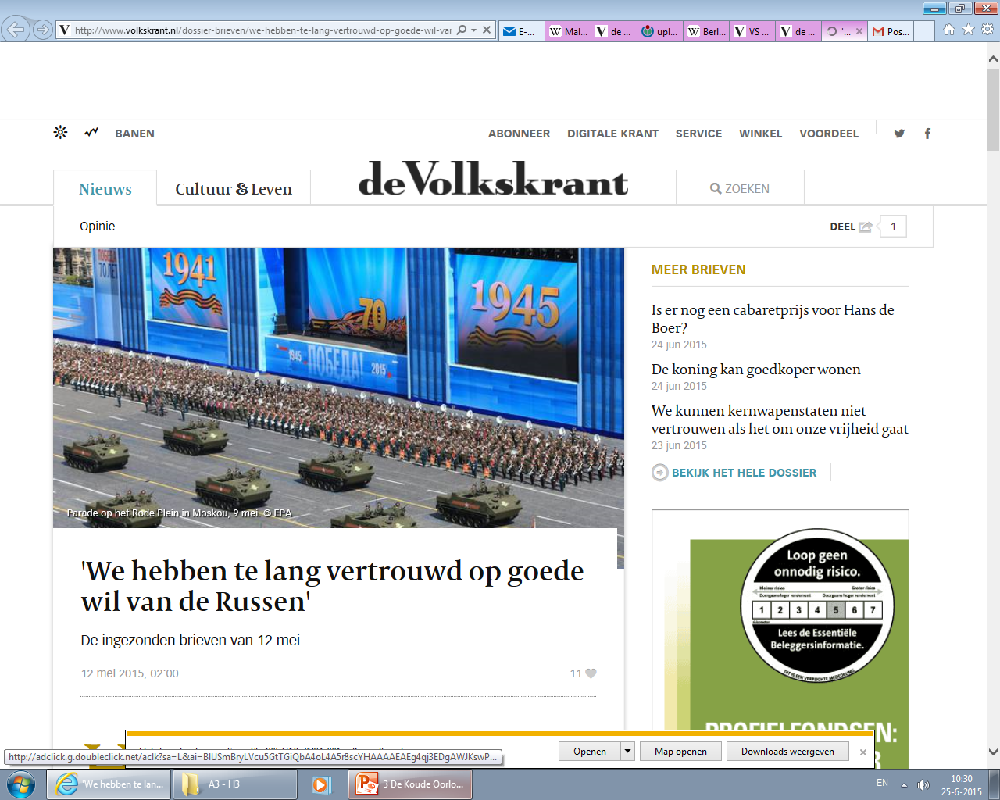 http://www.volkskrant.nl/dossier-brieven/we-hebben-te-lang-vertrouwd-op-goede-wil-var
E-...
Mal...
de ...
upl...
Berl...
VS ...
de ...
'...
Pos...
BANEN
ABONNEER
DIGITALE KRANT
SERVICE
WINKEL
VOORDEEL
Nieuws
Cultuur & Leven
de Volkskrant
ZOEKEN
Opinie
DEEL
1
ПОБЕДА!
70 ЛЕТ
1941
70
1945
1945
ПОБЕДА!
2015
Parade op het Rode Plein in Moskou, 9 mei. © EPA
'We hebben te lang vertrouwd op goede
wil van de Russen'
De ingezonden brieven van 12 mei.
12 mei 2015, 02:00
11
MEER BRIEVEN
Is er nog een cabaretprijs voor Hans de
Boer?
24 jun 2015
De koning kan goedkoper wonen
24 jun 2015
We kunnen kernwapenstaten niet
vertrouwen als het om onze vrijheid gaat
23 jun 2015
BEKIJK HET HELE DOSSIER
Loop geen
onnodig risico.
Kleiner risico
Groter risico
Doorgaans lager rendement
Doorgaans hoger rendement
1 2 3 4 5 6 7
Lees de Essentiële
Beleggersinformatie.
DIT IS EEN VERPLICHTE MEDEDELING
PROFIELFONDSEN:
Openen
Map openen
Downloads weergeven
http://adclick.g.doubleclick.net/aclk?sa=L&ai=BIUSmBryLVcu5GtTGiQbA4oL4A5r8scYHAAAAEAEg4qj3EDgAWJKswP...
'We hebben te lan...
A3 - H3
3 De Koude Oorlo...
EN
10:30
25-6-2015